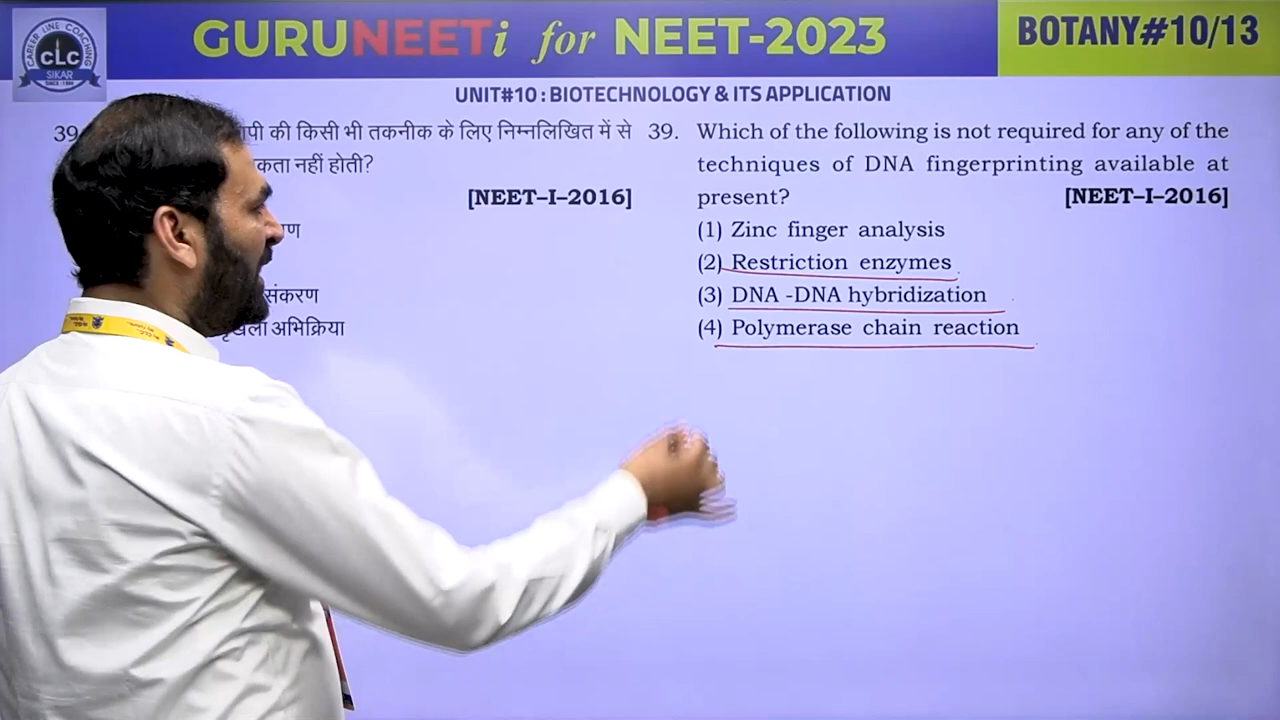 CAREER LINE COACHING
CLC
SIKAR
SINCE : 1996
GURUNEETi for NEET-2023
BOTANY#10/13
UNIT#10 : BIOTECHNOLOGY & ITS APPLICATION
39
की किसी भी तकनीक के लिए निम्नलिखित में से
नहीं होती?
[NEET–I–2016]
संकरण
अभिक्रिया
39. Which of the following is not required for any of the
techniques of DNA fingerprinting available at
present? [NEET–I–2016]
(1) Zinc finger analysis
(2) Restriction enzymes
(3) DNA -DNA hybridization
(4) Polymerase chain reaction